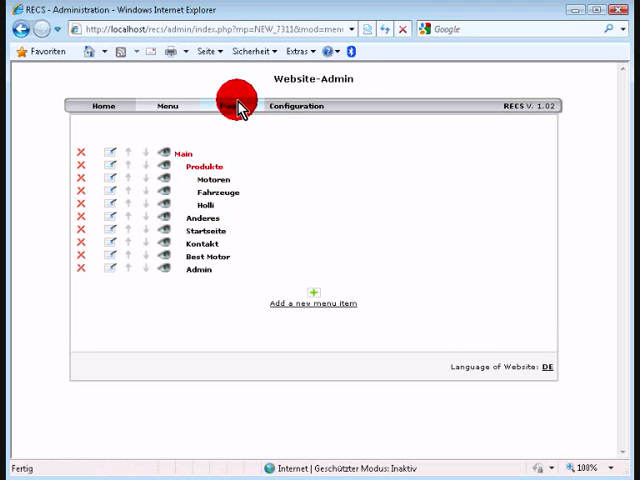 RECS - Administration - Windows Internet Explorer
http://localhost/recs/admin/index.php?mp=NEW_7311&mod=menu
Google
Favoriten Seite Sicherheit Extras
Website-Admin
Home Menu Configuration RECS V. 1.02
Main
Produkte
Motoren
Fahrzeuge
Holli
Anderes
Startseite
Kontakt
Best Motor
Admin
Add a new menu item
Language of Website: DE
Fertig Internet | Geschützter Modus: Inaktiv 100%